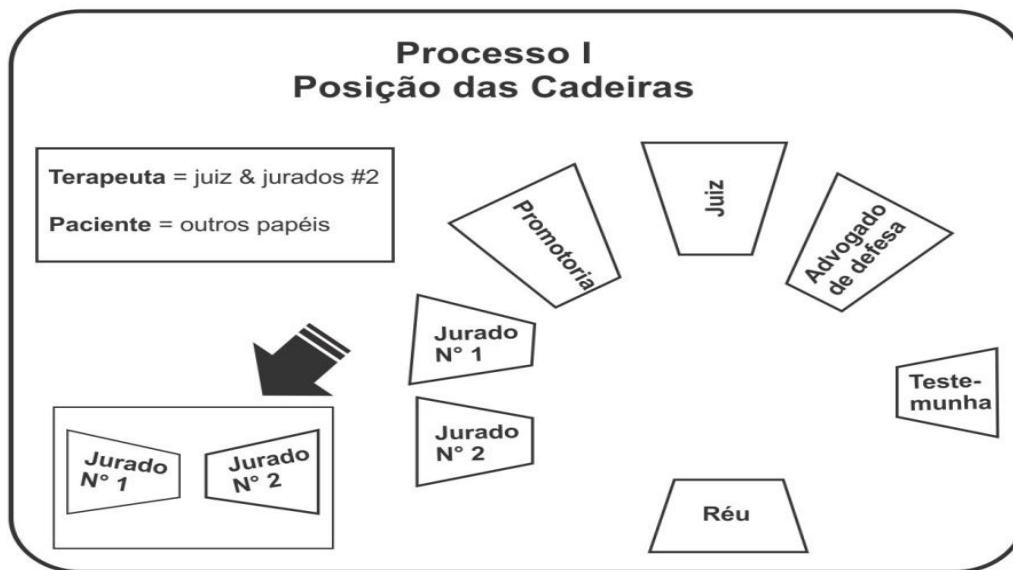 Processo I
Posição das Cadeiras
Terapeuta = juiz & jurados #2
Paciente = outros papéis
Promotoria
Juiz
Advogado
de defesa
Jurado
N° 1
Jurado
N° 2
Teste-
munha
Réu
Jurado
N° 1
Jurado
N° 2